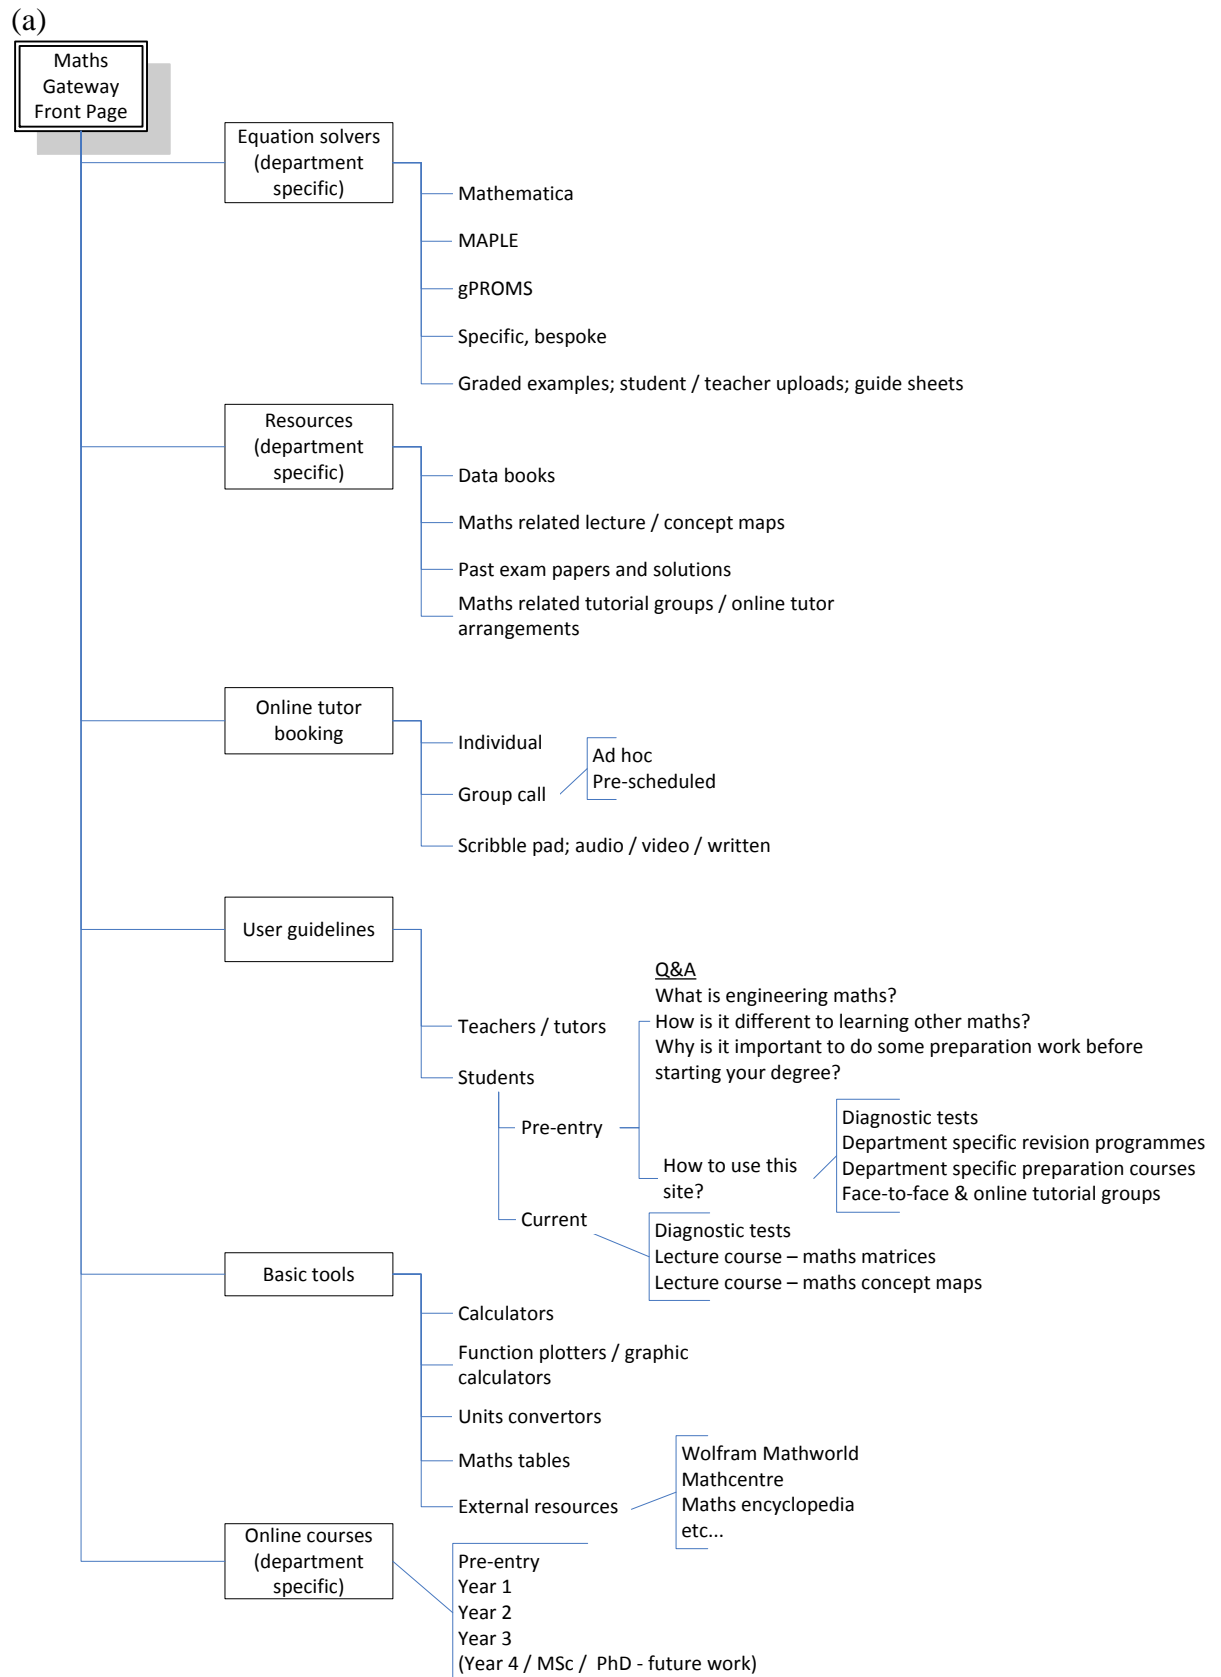 (a)
Maths
Gateway
Front Page
Equation solvers
(department
specific)
Mathematica
MAPLE
gPROMS
Specific, bespoke
Graded examples; student / teacher uploads; guide sheets
Resources
(department
specific)
Data books
Maths related lecture / concept maps
Past exam papers and solutions
Maths related tutorial groups / online tutor
arrangements
Online tutor
booking
Individual
Group call
Ad hoc
Pre-scheduled
Scribble pad; audio / video / written
User guidelines
Teachers / tutors
Students
Pre-entry
Q&A
What is engineering maths?
How is it different to learning other maths?
Why is it important to do some preparation work before
starting your degree?
How to use this
site?
Diagnostic tests
Department specific revision programmes
Department specific preparation courses
Face-to-face & online tutorial groups
Current
Diagnostic tests
Lecture course – maths matrices
Lecture course – maths concept maps
Basic tools
Calculators
Function plotters / graphic
calculators
Units convertors
Maths tables
External resources
Wolfram Mathworld
Mathcentre
Maths encyclopedia
etc...
Online courses
(department
specific)
Pre-entry
Year 1
Year 2
Year 3
(Year 4 / MSc /  PhD - future work)